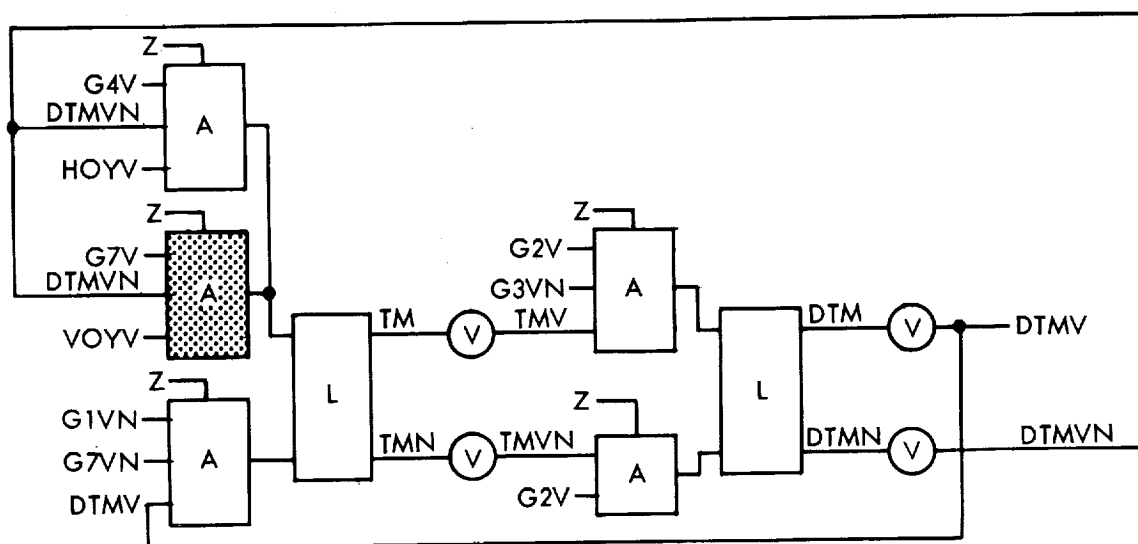 Z
G4V
DTMVN
A
HOYV
Z
G7V
DTMVN
A
VOYV
Z
G1VN
G7VN
A
DTMV
L
TM
V
TMV
TMN
V
TMVN
Z
G2V
G3VN
A
Z
A
G2V
L
DTM
V
DTMV
DTMN
V
DTMVN